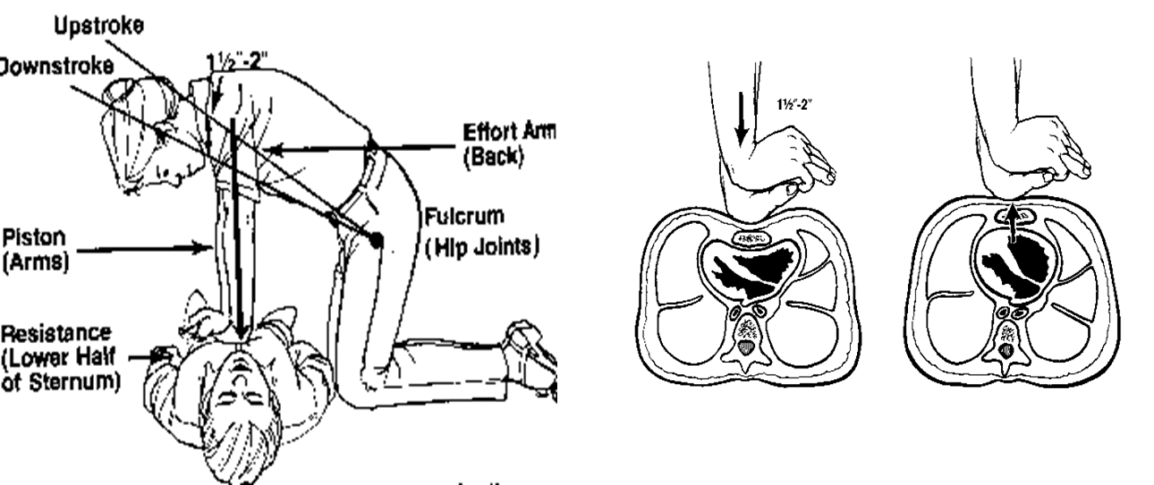 Upstroke
Downstroke
1½"-2"
Effort Arm
(Back)
Fulcrum
(Hip Joints)
Piston
(Arms)
Resistance
(Lower Half
of Sternum)
1½"-2"